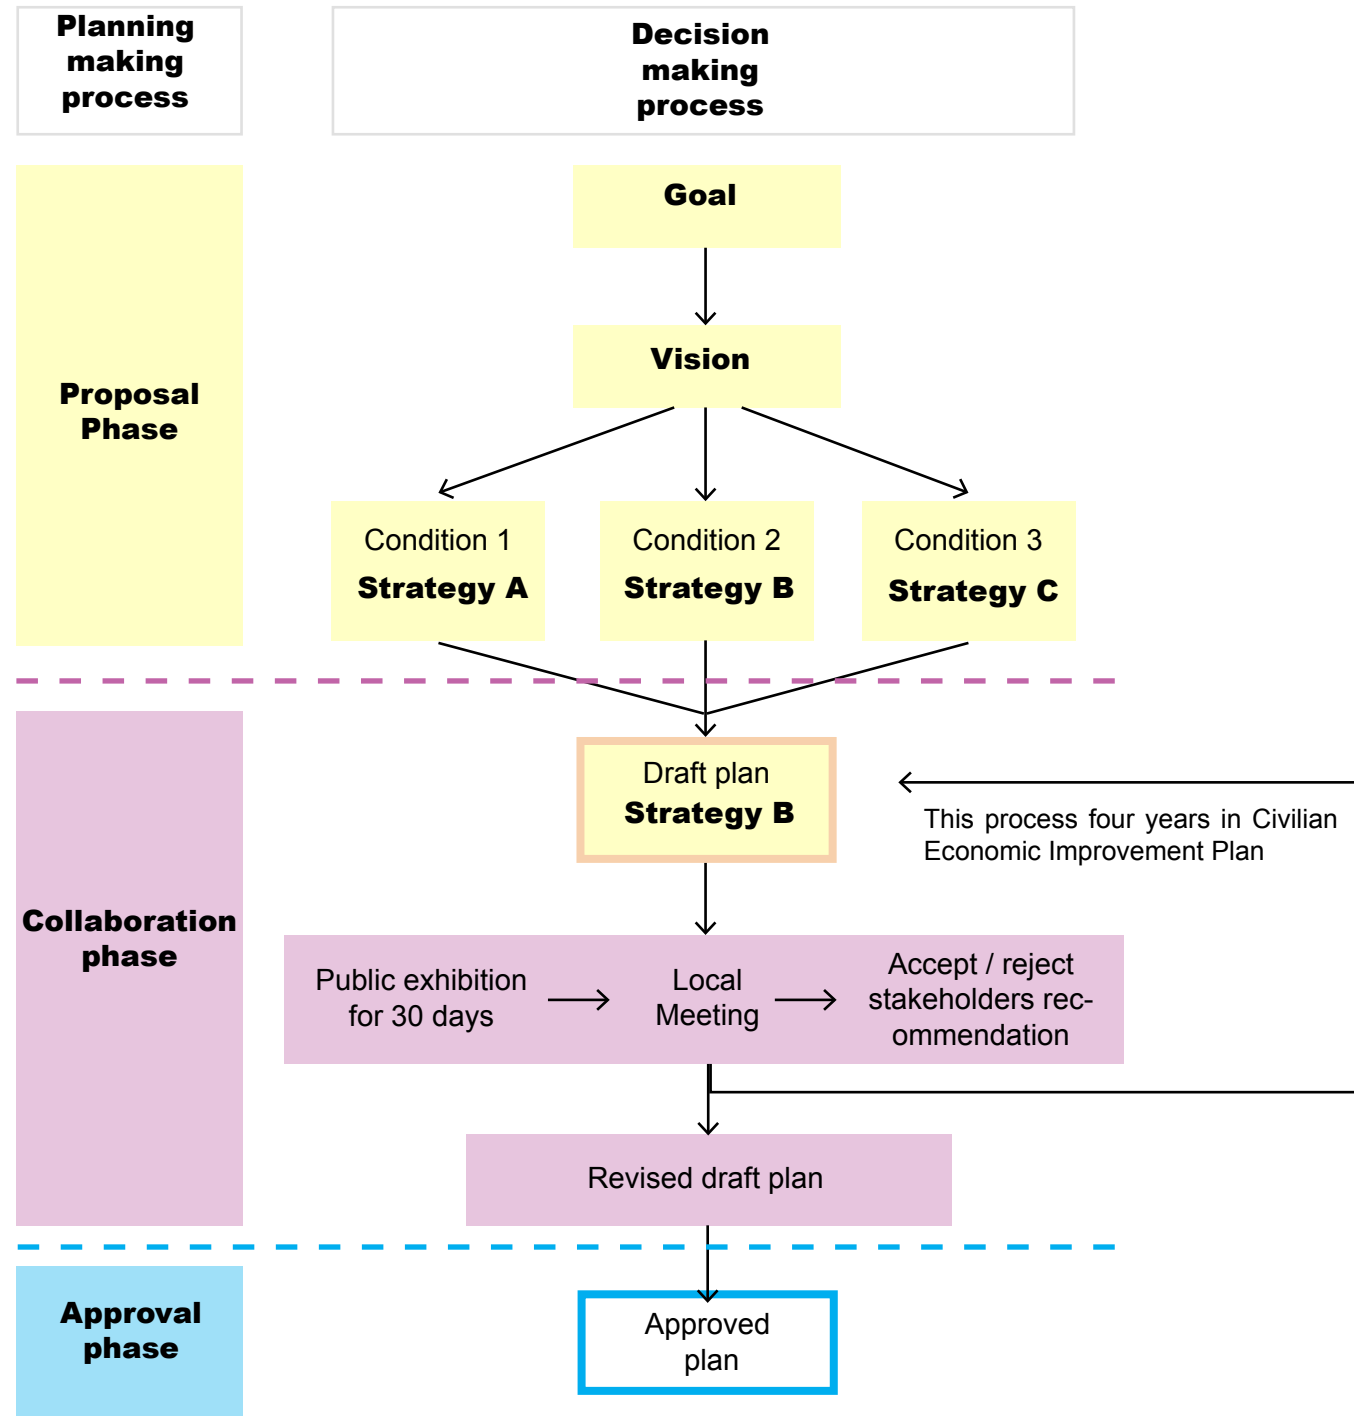 Planning
making
process
Decision
making
process
Goal
Vision
Proposal
Phase
Condition 1
Strategy A
Condition 2
Strategy B
Condition 3
Strategy C
Draft plan
Strategy B
This process four years in Civilian
Economic Improvement Plan
Collaboration
phase
Public exhibition
for 30 days
Local
Meeting
Accept / reject
stakeholders rec-
ommendation
Revised draft plan
Approval
phase
Approved
plan